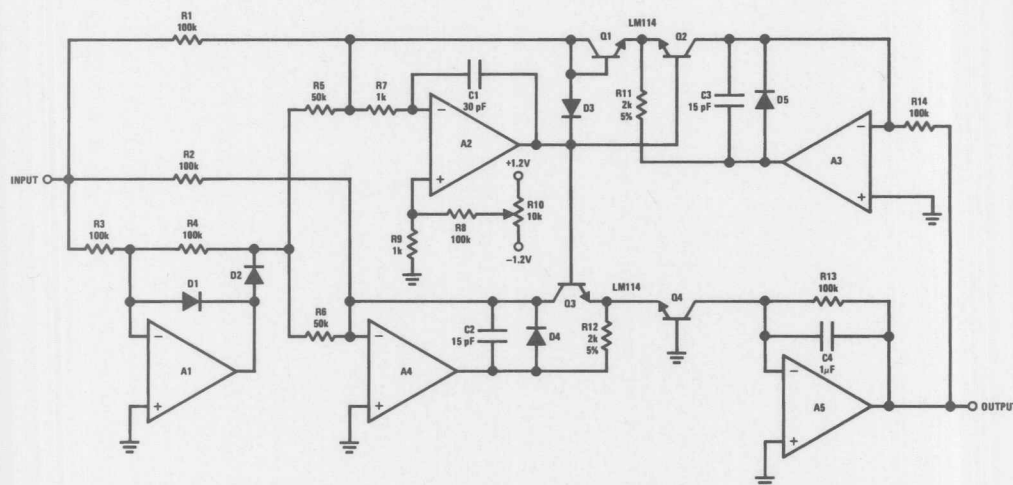 R1
100k
LM114
Q1
Q2
R5
50k
R7
1k
C1
30 pF
D3
R11
2k
5%
C3
15 pF
D5
R14
100k
−
A2
+
−
A3
+
R2
100k
INPUT
+1.2V
R10
10k
−1.2V
R8
100k
R9
1k
R3
100k
R4
100k
D2
D1
−
A1
+
R6
50k
−
A4
+
C2
15 pF
D4
Q3
LM114
R12
2k
5%
Q4
R13
100k
C4
1μF
−
A5
+
OUTPUT